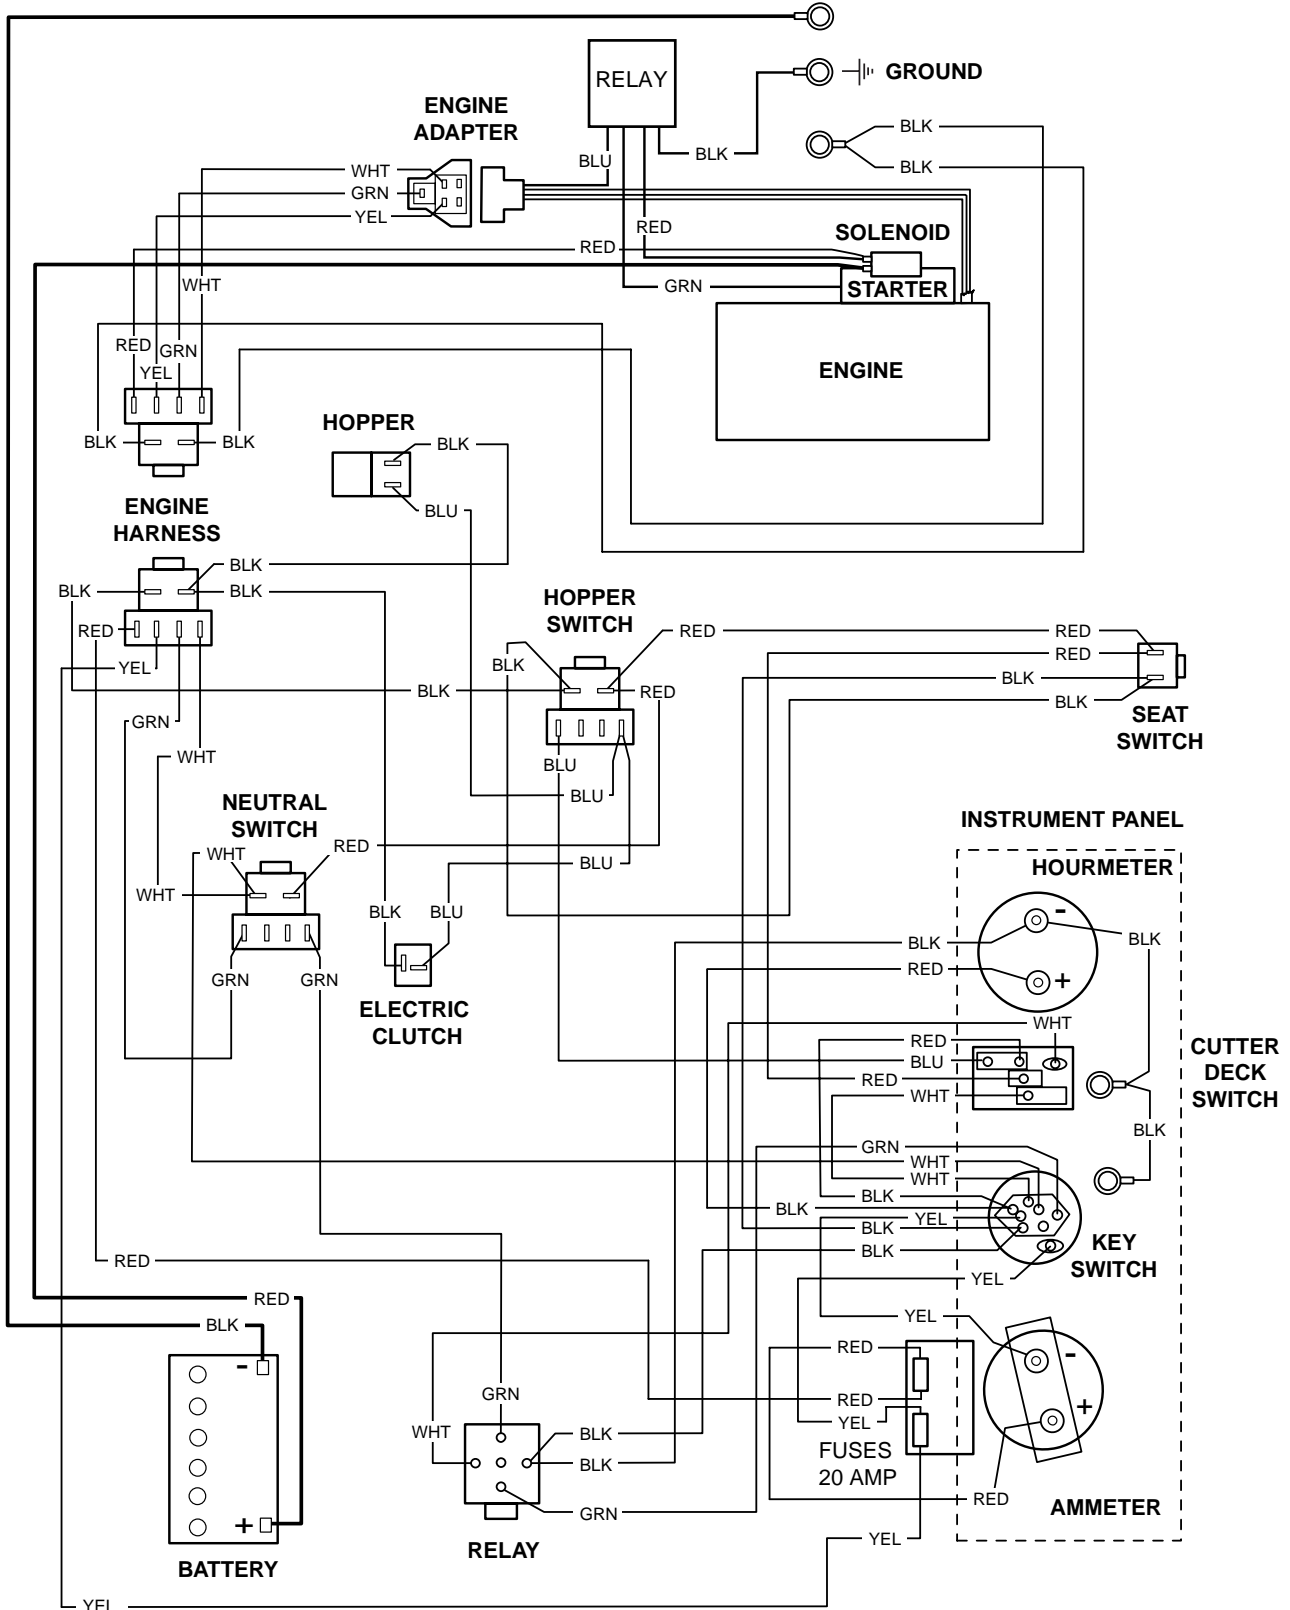 RELAY
GROUND
ENGINE
ADAPTER
BLK
BLU
BLK
BLK
WHT
GRN
YEL
RED
SOLENOID
RED
WHT
GRN
STARTER
RED
GRN
YEL
ENGINE
HOPPER
BLK
BLK
BLK
BLU
ENGINE
HARNESS
BLK
BLK
BLK
HOPPER
SWITCH
RED
RED
RED
RED
BLK
YEL
BLK
BLK
RED
BLK
SEAT
SWITCH
GRN
WHT
BLU
BLU
NEUTRAL
SWITCH
INSTRUMENT PANEL
WHT
RED
BLU
HOURMETER
WHT
BLK
BLU
-
BLK
BLK
RED
+
GRN
GRN
ELECTRIC
CLUTCH
WHT
RED
BLU
RED
WHT
CUTTER
DECK
SWITCH
BLK
GRN
WHT
WHT
BLK
BLK
YEL
BLK
BLK
KEY
SWITCH
RED
YEL
RED
YEL
BLK
-
RED
-
GRN
RED
+
YEL
WHT
BLK
FUSES
20 AMP
BLK
RED
GRN
AMMETER
+
YEL
RELAY
BATTERY
YEL